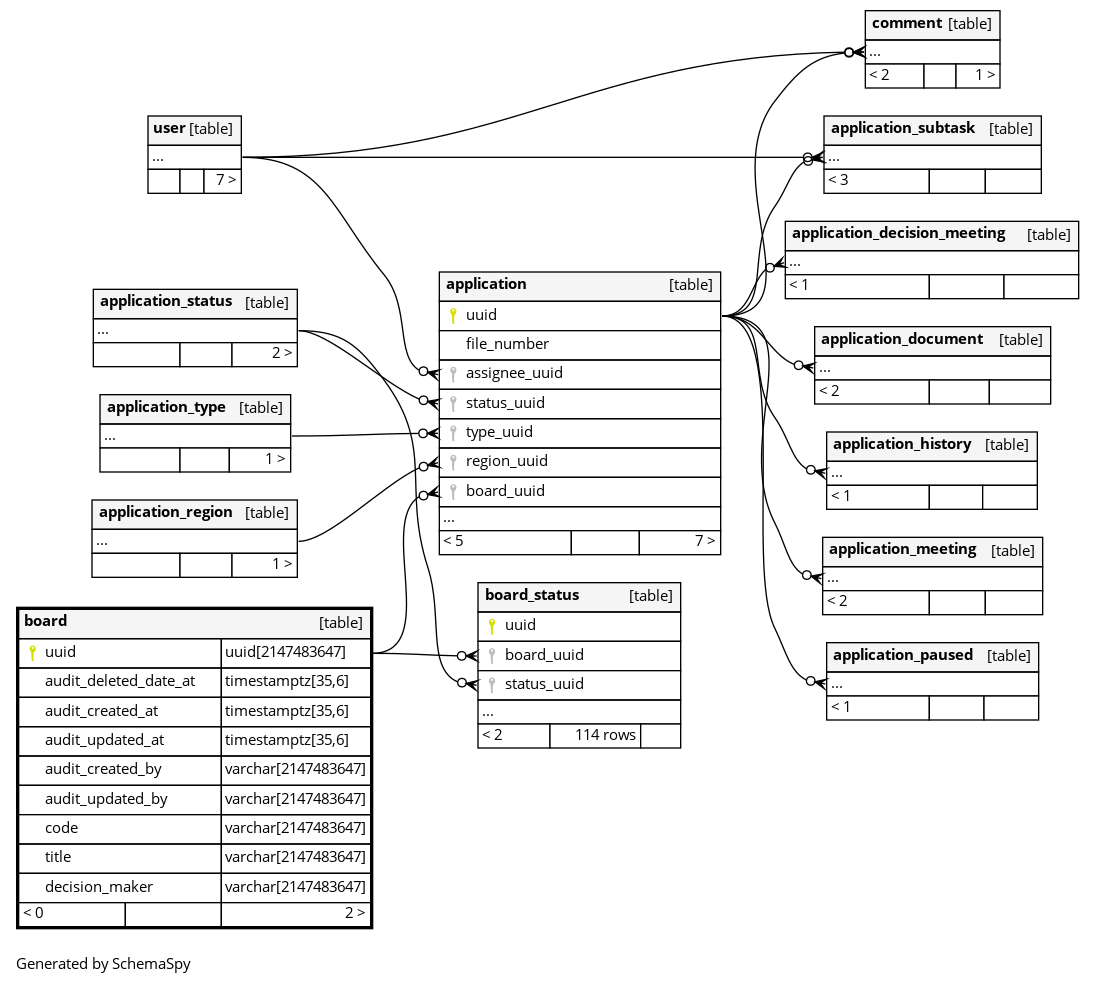 comment [table]
...
< 2 1 >
user [table]
...
7 >
application_subtask [table]
...
< 3
application_decision_meeting [table]
...
< 1
application_status [table]
...
2 >
application [table]
uuid
file_number
assignee_uuid
status_uuid
type_uuid
region_uuid
board_uuid
...
< 5 7 >
application_document [table]
...
< 2
application_type [table]
...
1 >
application_history [table]
...
< 1
application_region [table]
...
1 >
application_meeting [table]
...
< 2
board_status [table]
uuid
board_uuid
status_uuid
...
< 2 114 rows
application_paused [table]
...
< 1
board [table]
uuid uuid[2147483647]
audit_deleted_date_at timestamptz[35,6]
audit_created_at timestamptz[35,6]
audit_updated_at timestamptz[35,6]
audit_created_by varchar[2147483647]
audit_updated_by varchar[2147483647]
code varchar[2147483647]
title varchar[2147483647]
decision_maker varchar[2147483647]
< 0 2 >
Generated by SchemaSpy